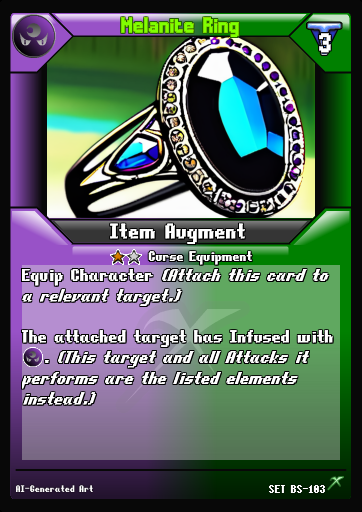 Melanite Ring
3
Item Augment
Curse Equipment
Equip Character (Attach this card to
a relevant target.)
The attached target has Infused with
. (This target and all Attacks it
performs are the listed elements
instead.)
AI-Generated Art
SET BS-103